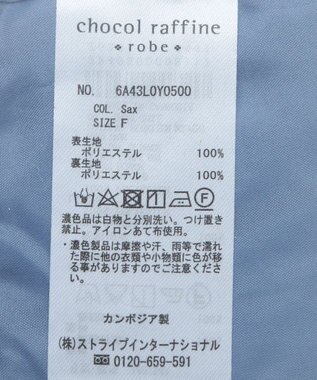 chocol raffine
robe
NO. 6A43L0Y0500
COL. Sax
SIZE F
表生地
ポリエステル 100%
裏生地
ポリエステル 100%
濃色品は白物と分別洗い。つけ置き
禁止。アイロンあて布使用。
・濃色製品は摩擦や汗、雨等で濡れ
た際に他の衣類や小物類に色が移
る事がありますのでご注意くださ
い。
カンボジア製
(株)ストライプインターナショナル
0120-659-591